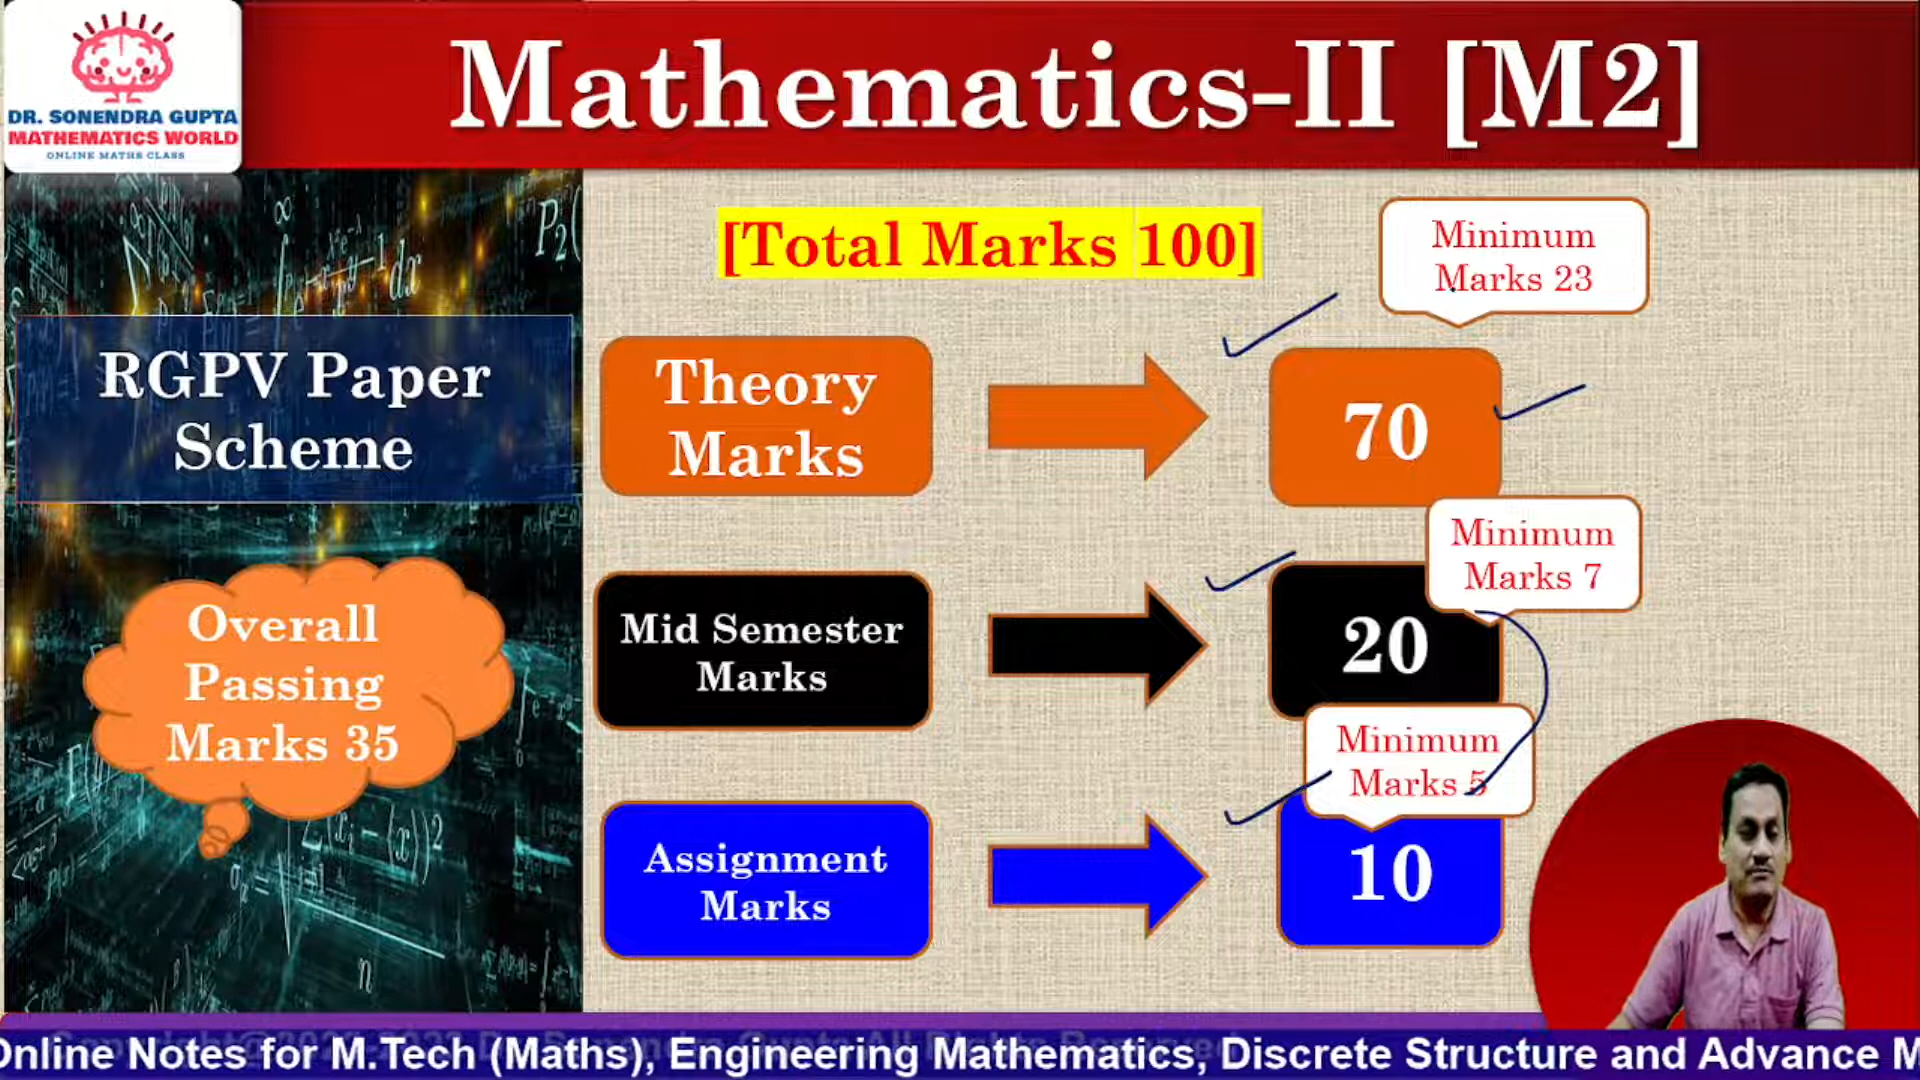 DR. SONENDRA GUPTA
MATHEMATICS WORLD
ONLINE MATHS CLASS
Mathematics-II [M2]
[Total Marks 100]
Minimum
Marks 23
RGPV Paper
Scheme
Theory
Marks
70
Minimum
Marks 7
Overall
Passing
Marks 35
Mid Semester
Marks
20
Minimum
Marks 5
Assignment
Marks
10
Online Notes for M.Tech (Maths), Engineering Mathematics, Discrete Structure and Advance M